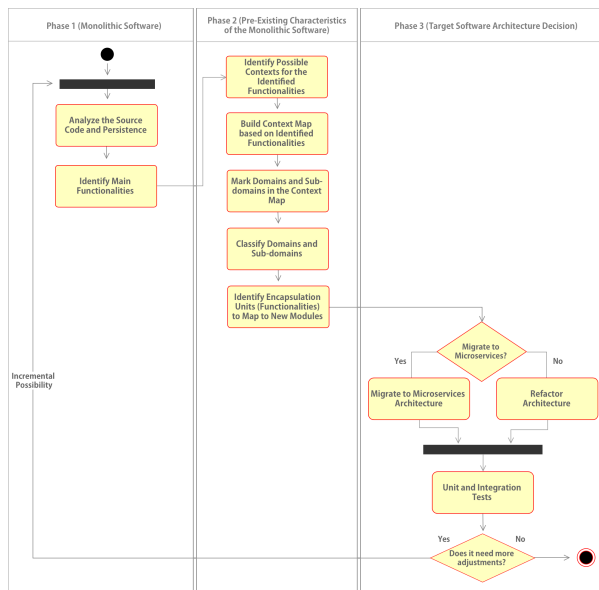 Phase 1 (Monolithic Software)
Phase 2 (Pre-Existing Characteristics
of the Monolithic Software)
Phase 3 (Target Software Architecture Decision)
Analyze the Source
Code and Persistence
Identify Main
Functionalities
Incremental
Possibility
Identify Possible
Contexts for the
Identified
Functionalities
Build Context Map
based on Identified
Functionalities
Mark Domains and Sub-
domains in the Context
Map
Classify Domains and
Sub-domains
Identify Encapsulation
Units (Functionalities)
to Map to New Modules
Migrate to
Microservices?
Yes
No
Migrate to Microservices
Architecture
Refactor
Architecture
Unit and Integration
Tests
Yes
No
Does it need more
adjustments?